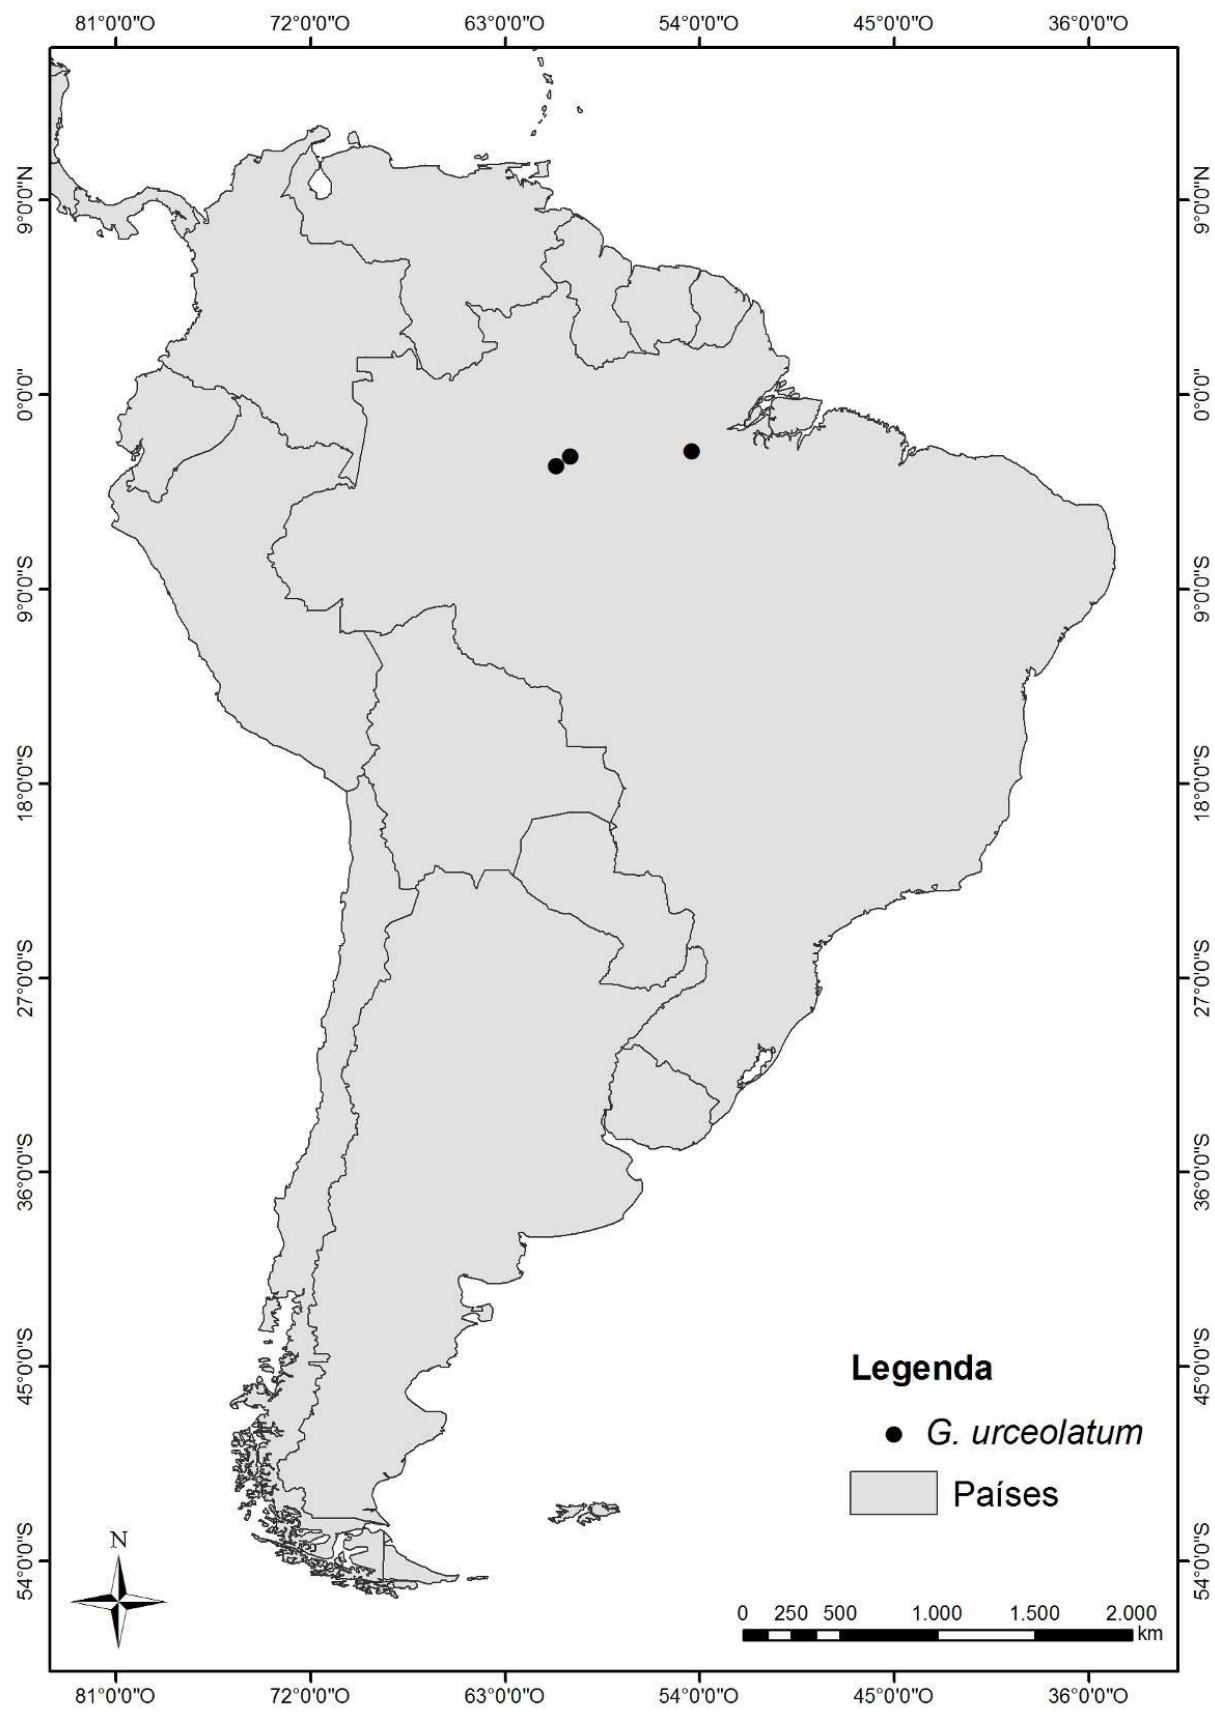 81°0'0"O 72°0'0"O 63°0'0"O 54°0'0"O 45°0'0"O 36°0'0"O
9°0'0"N 9°0'0"N
0°0'0" 0°0'0"
9°0'0"S 9°0'0"S
18°0'0"S 18°0'0"S
27°0'0"S 27°0'0"S
36°0'0"S 36°0'0"S
45°0'0"S 45°0'0"S
Legenda
G. urceolatum
Países
54°0'0"S 54°0'0"S
N
0 250 500 1.000 1.500 2.000
km
81°0'0"O 72°0'0"O 63°0'0"O 54°0'0"O 45°0'0"O 36°0'0"O